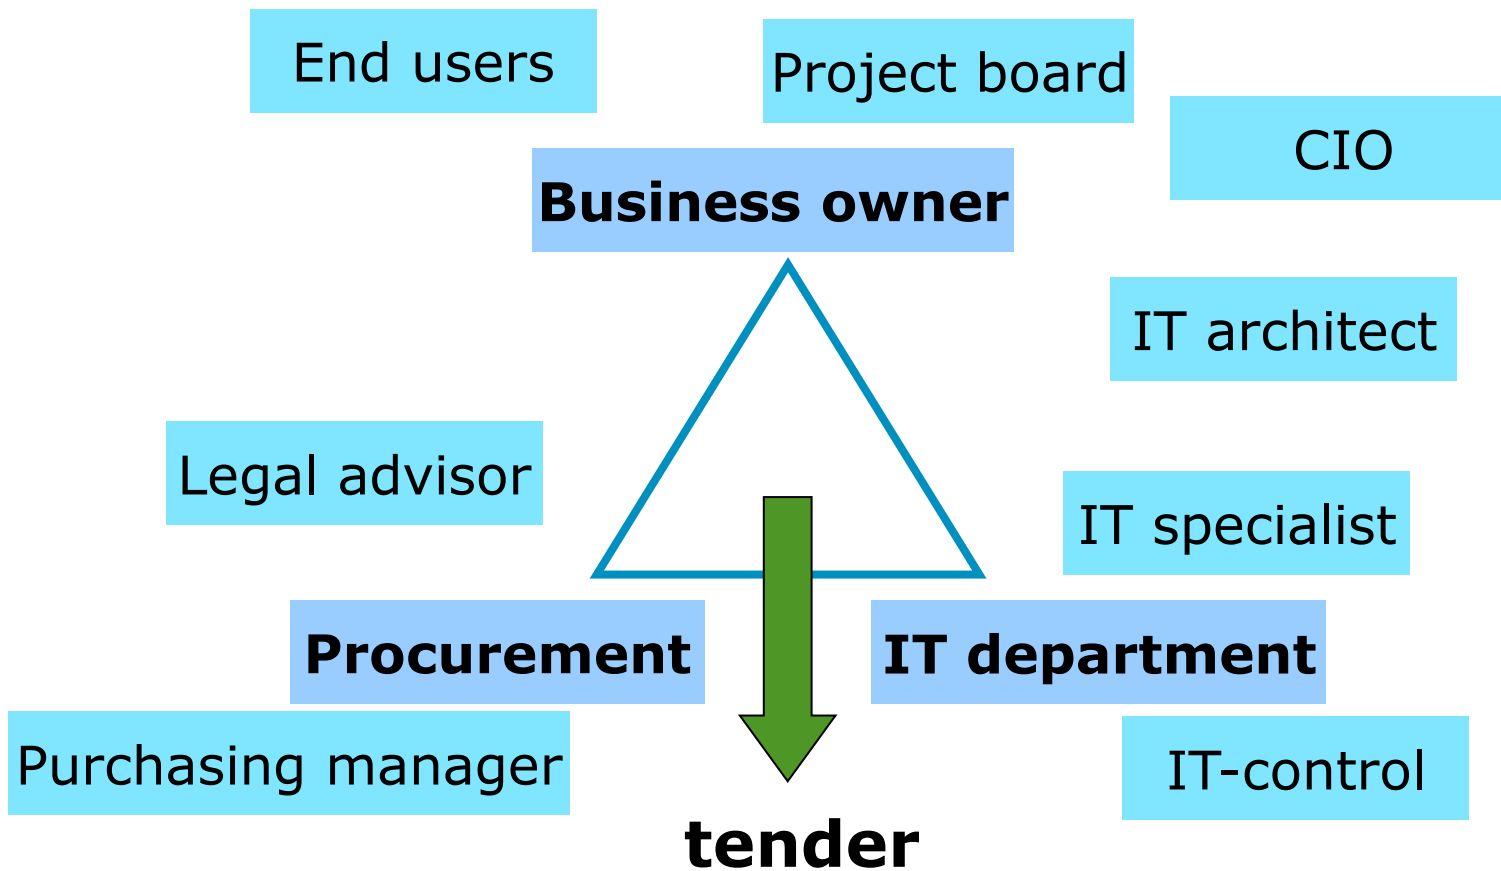 End users
Project board
CIO
Business owner
IT architect
Legal advisor
IT specialist
Procurement
IT department
Purchasing manager
IT-control
tender